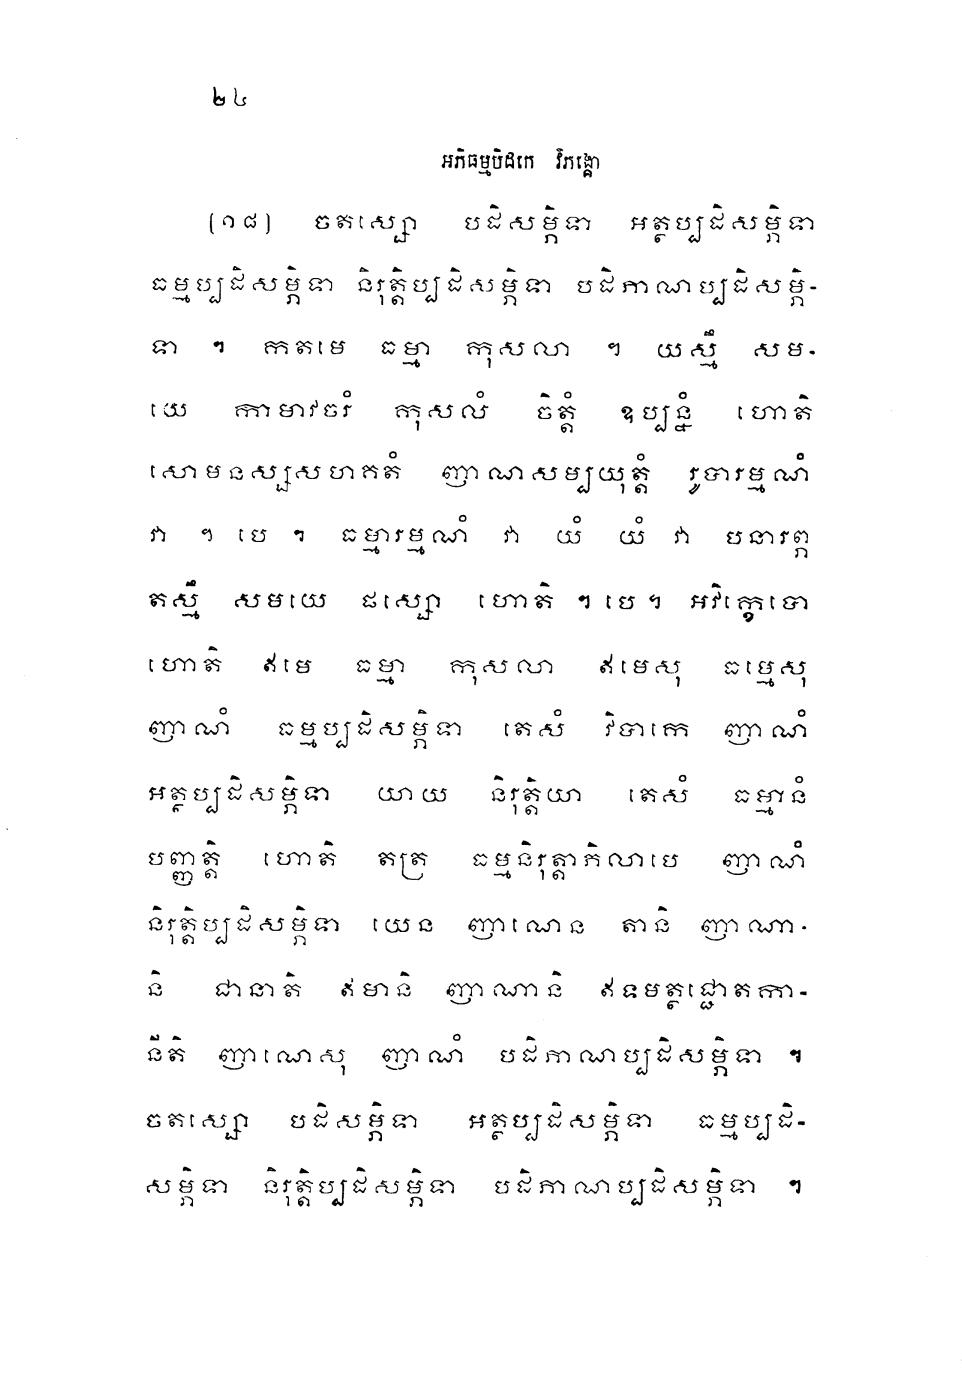 ២៤
អភិធម្មបិដកេ វិភង្គោ
(១៨) ចតស្សោ បដិសម្ភិទា អត្ថប្បដិសម្ភិទា
ធម្មប្បដិសម្ភិទា និរុត្តិប្បដិសម្ភិទា បដិភាណប្បដិសម្ភិ-
ទា ។ កតមេ ធម្មា កុសលា ។ យស្មឹ សម-
យេ កាមាវចរំ កុសលំ ចិត្តំ ឧប្បន្នំ ហោតិ
សោមនស្សសហគតំ ញាណសម្បយុត្តំ រូបារម្មណំ
វា ។ បេ ។ ធម្មារម្មណំ វា យំ យំ វា បនារព្ភ
តស្មឹ សមយេ ផស្សោ ហោតិ ។ បេ ។ អវិក្ខេបោ
ហោតិ ឥមេ ធម្មា កុសលា ឥមេសុ ធម្មេសុ
ញាណំ ធម្មប្បដិសម្ភិទា តេសំ វិបាកេ ញាណំ
អត្ថប្បដិសម្ភិទា យាយ និរុត្តិយា តេសំ ធម្មានំ
បញ្ញត្តិ ហោតិ តត្រ ធម្មនិរុត្តាភិលាបេ ញាណំ
និរុត្តិប្បដិសម្ភិទា យេន ញាណេន តានិ ញាណា-
និ ជានាតិ ឥមានិ ញាណានិ ឥទមត្ថជ្ជោតកា-
នីតិ ញាណេសុ ញាណំ បដិភាណប្បដិសម្ភិទា ។
ចតស្សោ បដិសម្ភិទា អត្ថប្បដិសម្ភិទា ធម្មប្បដិ-
សម្ភិទា និរុត្តិប្បដិសម្ភិទា បដិភាណប្បដិសម្ភិទា ។